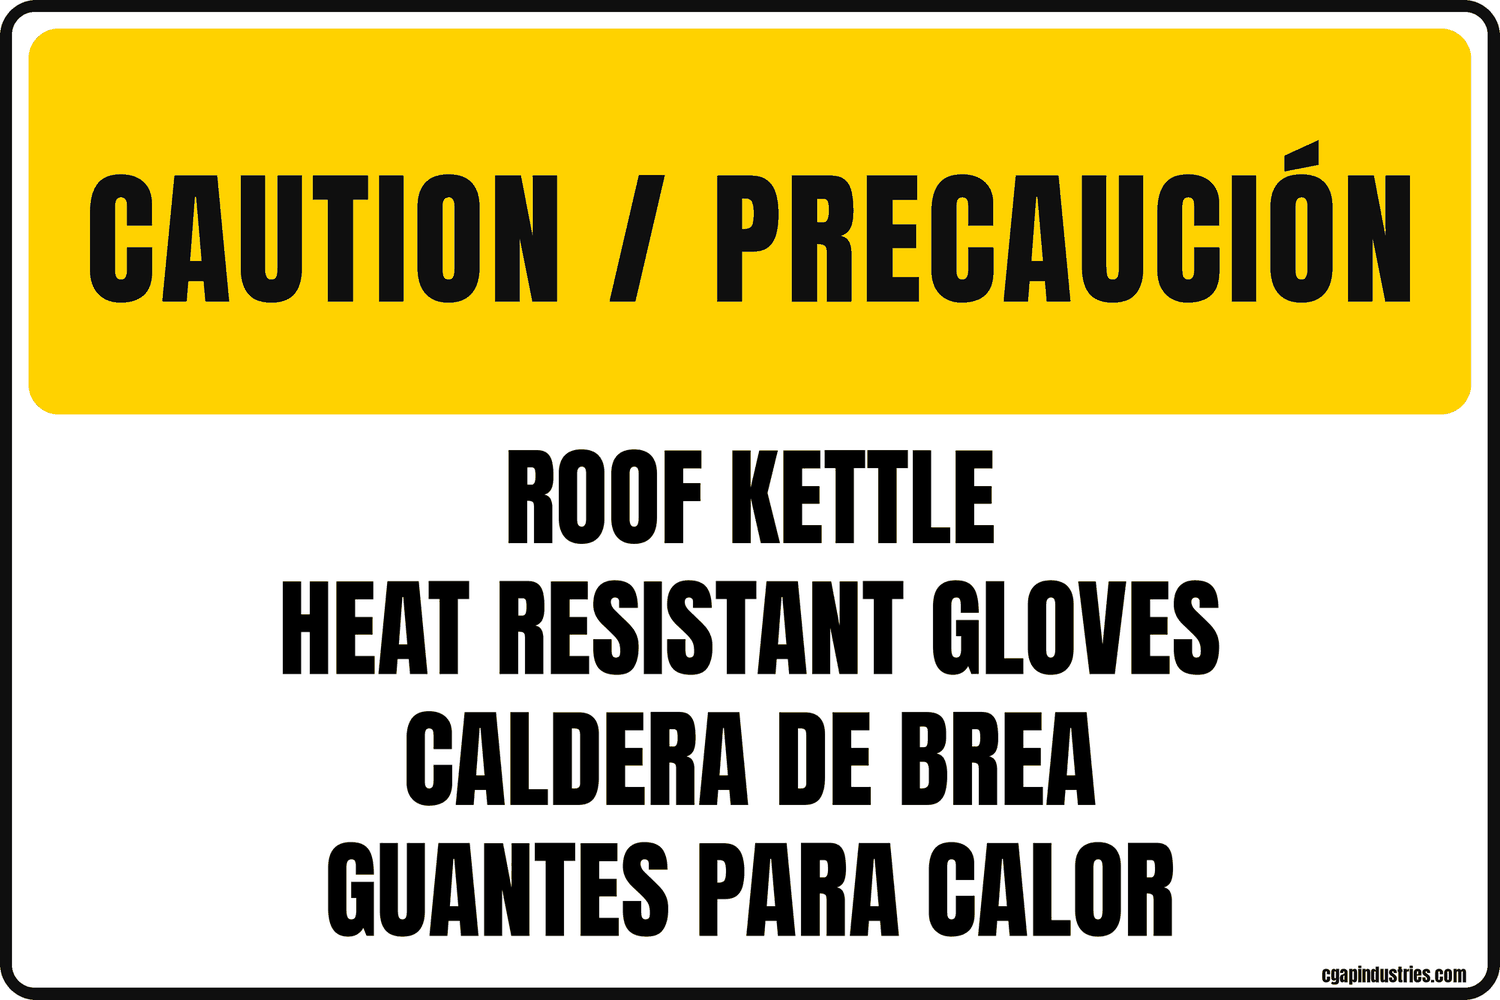 CAUTION / PRECAUCIÓN
ROOF KETTLE
HEAT RESISTANT GLOVES
CALDERA DE BREA
GUANTES PARA CALOR
cgapindustries.com